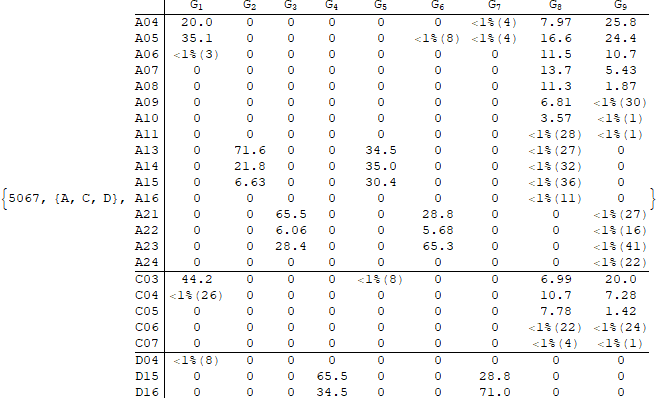 G1 G2 G3 G4 G5 G6 G7 G8 G9
A04 20.0 0 0 0 0 0 <1%(4) 7.97 25.8
A05 35.1 0 0 0 0 <1%(8) <1%(4) 16.6 24.4
A06 <1%(3) 0 0 0 0 0 0 11.5 10.7
A07 0 0 0 0 0 0 0 13.7 5.43
A08 0 0 0 0 0 0 0 11.3 1.87
A09 0 0 0 0 0 0 0 6.81 <1%(30)
A10 0 0 0 0 0 0 0 3.57 <1%(1)
A11 0 0 0 0 0 0 0 <1%(28) <1%(1)
A13 0 71.6 0 0 34.5 0 0 <1%(27) 0
A14 0 21.8 0 0 35.0 0 0 <1%(32) 0
A15 0 6.63 0 0 30.4 0 0 <1%(36) 0
{5067, {A, C, D}, A16 0 0 0 0 0 0 0 <1%(11) 0 }
A21 0 0 65.5 0 0 28.8 0 0 <1%(27)
A22 0 0 6.06 0 0 5.68 0 0 <1%(16)
A23 0 0 28.4 0 0 65.3 0 0 <1%(41)
A24 0 0 0 0 0 0 0 0 <1%(22)
C03 44.2 0 0 0 <1%(8) 0 0 6.99 20.0
C04 <1%(26) 0 0 0 0 0 0 10.7 7.28
C05 0 0 0 0 0 0 0 7.78 1.42
C06 0 0 0 0 0 0 0 <1%(22) <1%(24)
C07 0 0 0 0 0 0 0 <1%(4) <1%(1)
D04 <1%(8) 0 0 0 0 0 0 0 0
D15 0 0 0 65.5 0 0 28.8 0 0
D16 0 0 0 34.5 0 0 71.0 0 0